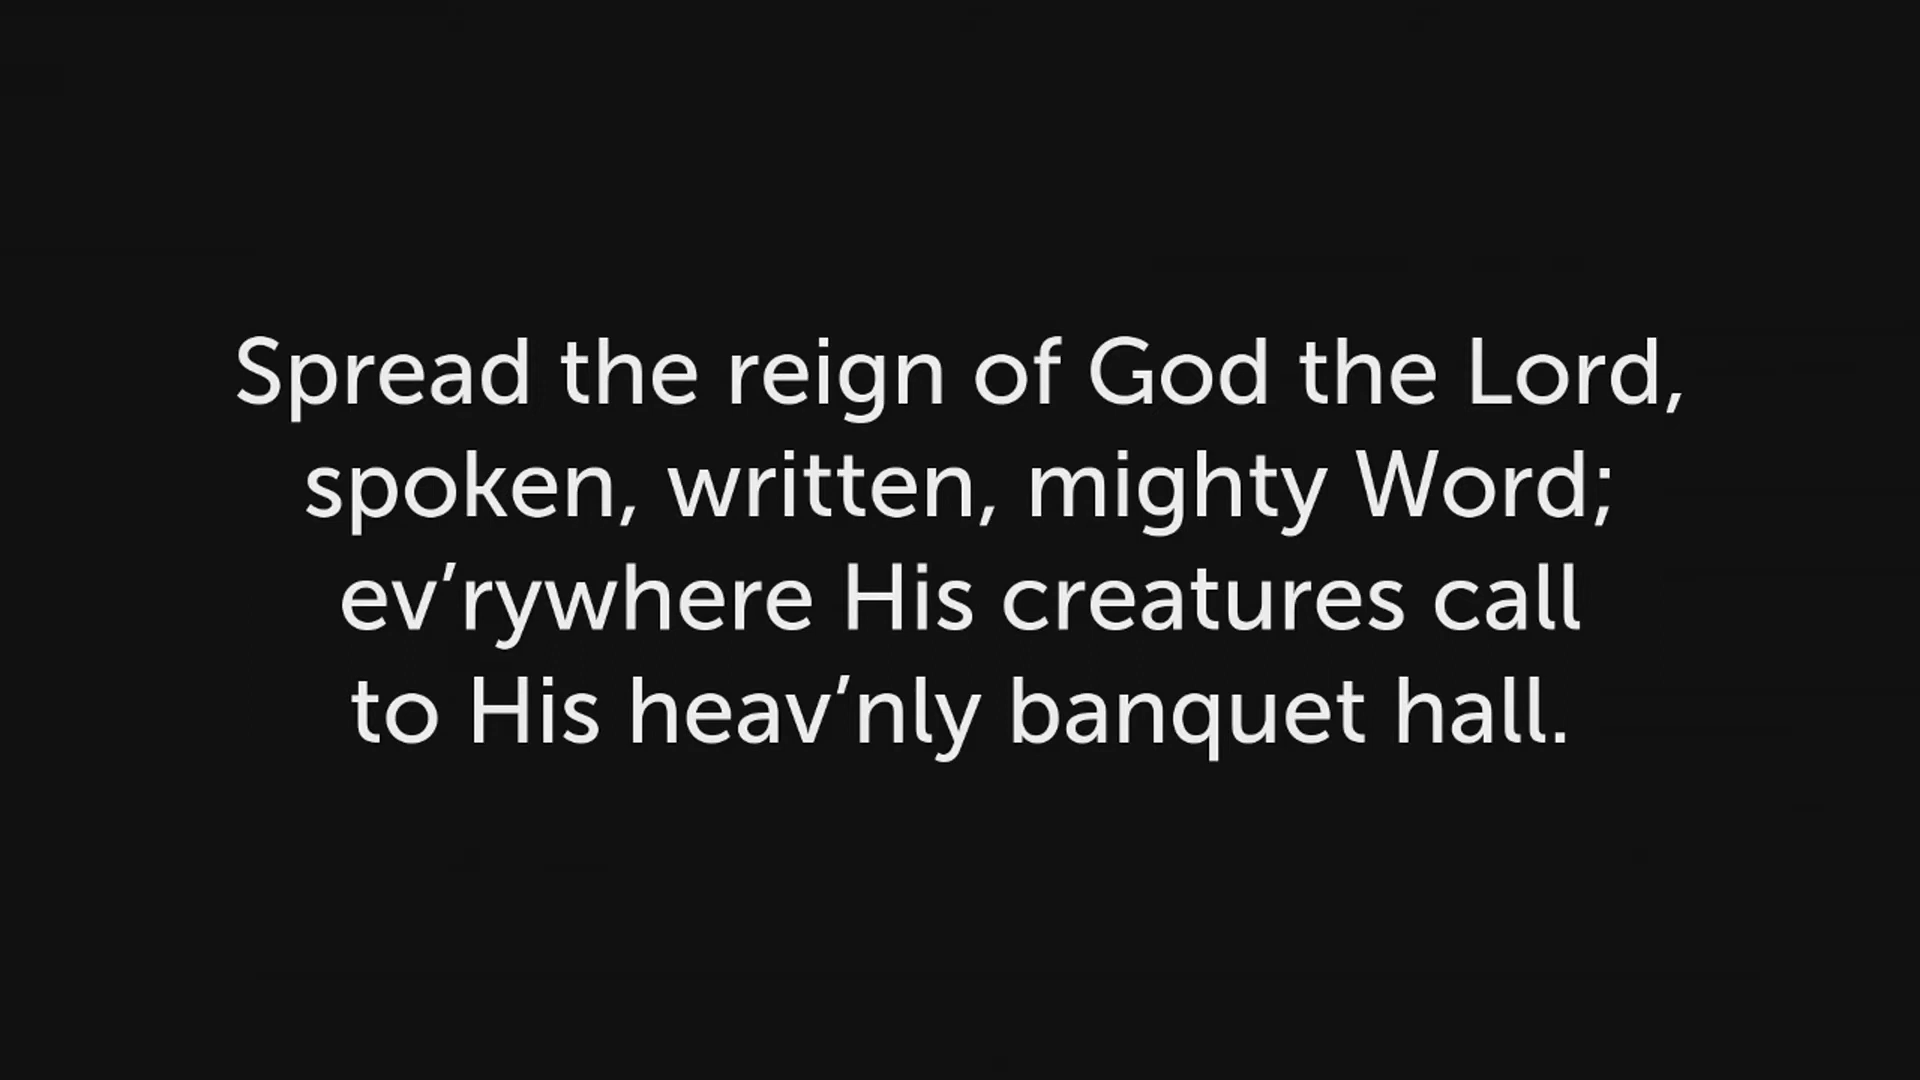 Spread the reign of God the Lord,
spoken, written, mighty Word;
ev’rywhere His creatures call
to His heav’nly banquet hall.